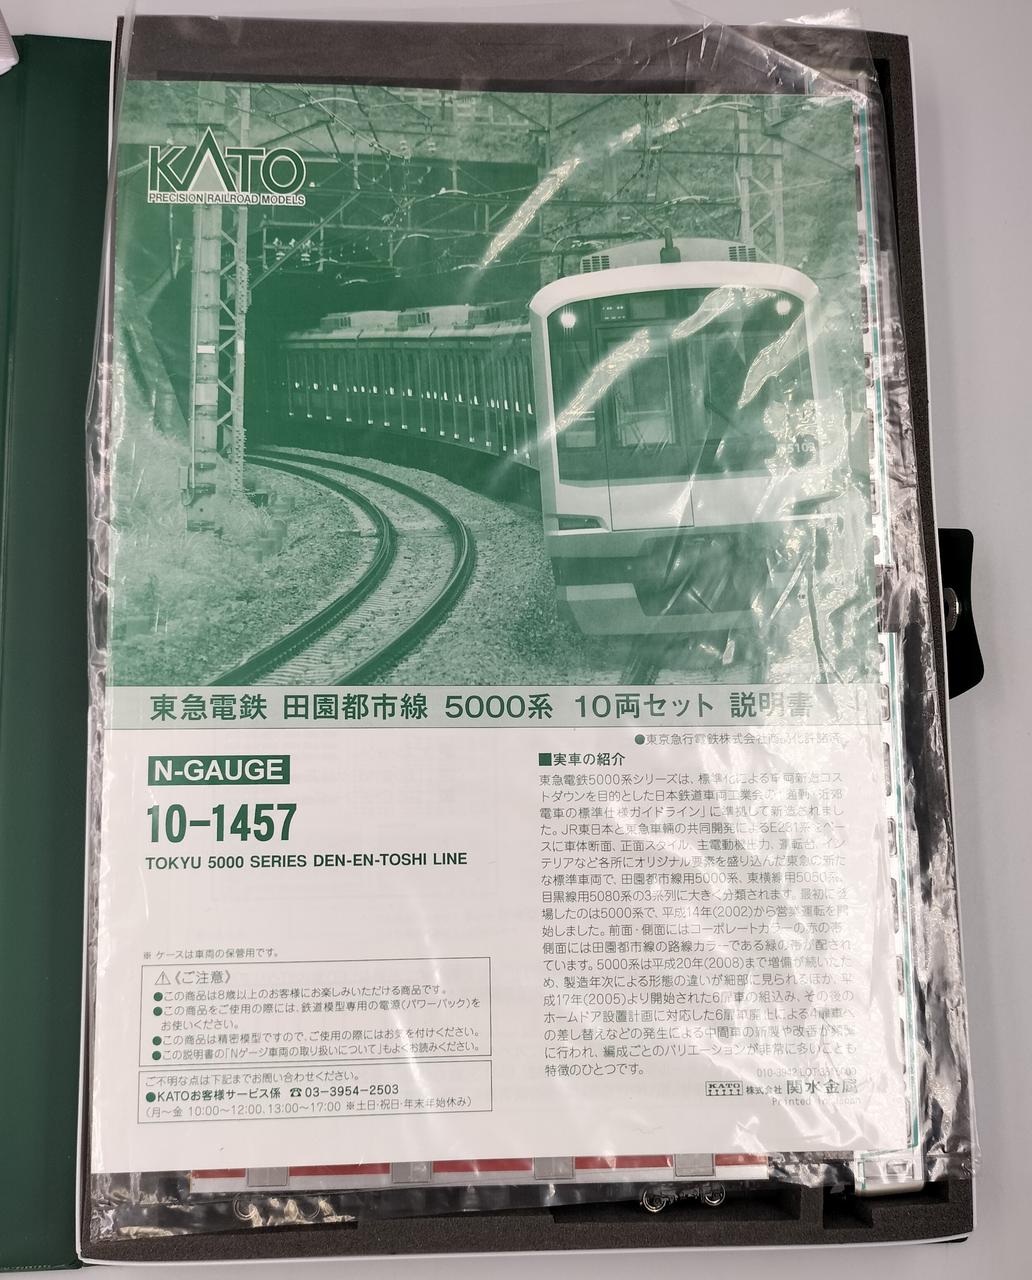 KATO
PRECISION RAILROAD MODELS
5102
東急電鉄 田園都市線 5000系 10両セット 説明書
●東京急行電鉄株式会社商品化許諾済
N-GAUGE
10-1457
TOKYU 5000 SERIES DEN-EN-TOSHI LINE
※ ケースは車両の保管用です。
⚠《ご注意》
●この商品は8歳以上のお客様にお楽しみいただける商品です。
●この商品をご使用の際には、鉄道模型専用の電源(パワーパック)を
お使いください。
●この商品は精密模型ですので、ご使用の際にはお気を付けください。
●この説明書の「Nゲージ車両の取り扱いについて」もよくお読みください。
ご不明な点は下記までお問い合わせください。
●KATOお客様サービス係 ☎03-3954-2503
(月〜金 10:00〜12:00、13:00〜17:00 ※土日・祝日・年末年始休み)
■実車の紹介
東急電鉄5000系シリーズは、標準化による車両新造コス
トダウンを目的とした日本鉄道車両工業会の「通勤・近郊
電車の標準仕様ガイドライン」に準拠して新造されまし
た。JR東日本と東急車輛の共同開発によるE231系をベー
スに車体断面、正面スタイル、主電動機出力、運転台、イン
テリアなど各所にオリジナル要素を盛り込んだ東急の新た
な標準車両で、田園都市線用5000系、東横線用5050系、
目黒線用5080系の3系列に大きく分類されます。最初に登
場したのは5000系で、平成14年(2002)から営業運転を開
始しました。前面・側面にはコーポレートカラーの赤の帯、
側面には田園都市線の路線カラーである緑の帯が配され
ています。5000系は平成20年(2008)まで増備が続いたた
め、製造年次による形態の違いが細部に見られるほか、平
成17年(2005)より開始された6扉車の組込み、その後の
ホームドア設置計画に対応した6扉車廃止による4扉車へ
の差し替えなどの発生による中間車の新製や改番が頻繁
に行われ、編成ごとのバリエーションが非常に多いことも
特徴のひとつです。
010-3942 LOT
KATO 株式会社 関水金属
Printed in Japan